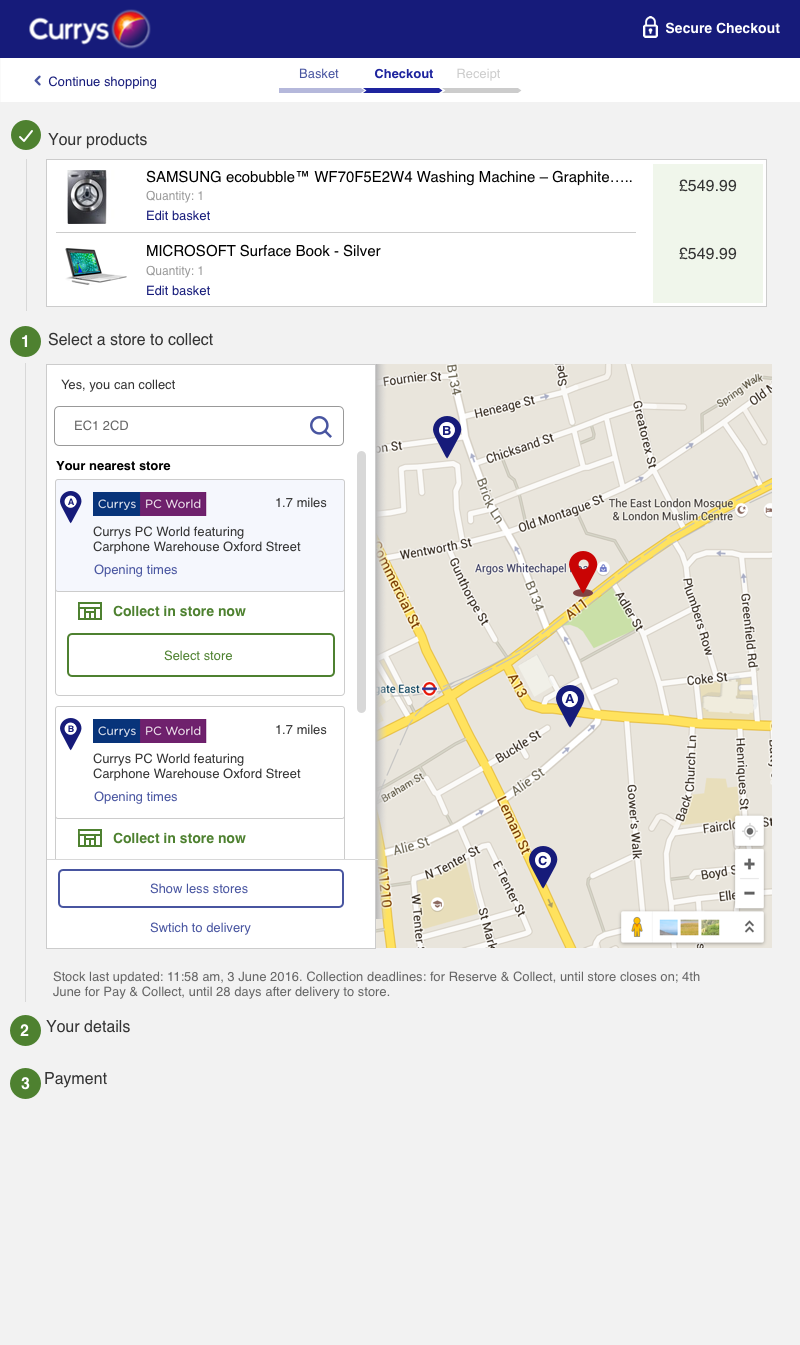 Currys
Secure Checkout
Continue shopping
Basket
Checkout
Receipt
Your products
SAMSUNG ecobubble™ WF70F5E2W4 Washing Machine – Graphite.....
£549.99
Quantity: 1
Edit basket
MICROSOFT Surface Book - Silver
£549.99
Quantity: 1
Edit basket
1
Select a store to collect
Yes, you can collect
EC1 2CD
Your nearest store
A
Currys PC World
1.7 miles
Currys PC World featuring
Carphone Warehouse Oxford Street
Opening times
Collect in store now
Select store
B
Currys PC World
1.7 miles
Currys PC World featuring
Carphone Warehouse Oxford Street
Opening times
Collect in store now
Show less stores
Swtich to delivery
Fournier St
B134
Heneage St
Spring Walk
Greatorex St
B
Chicksand St
on St
Brick Ln
Old Montague St
The East London Mosque
& London Muslim Centre
Wentworth St
Commercial St
Gunthorpe St
Argos Whitechapel
B134
A11
Adler St
Plumbers Row
Greenfield Rd
gate East
A13
Coke St
A
Buckle St
Braham St
Alie St
Back Church Ln
Henriques St
Leman St
Gower's Walk
Alie St
Fairclo
C
N Tenter St
E Tenter St
A1210
W Tenter
St Mark
Boyd S
Elle
Stock last updated: 11:58 am, 3 June 2016. Collection deadlines: for Reserve & Collect, until store closes on; 4th
June for Pay & Collect, until 28 days after delivery to store.
2
Your details
3
Payment